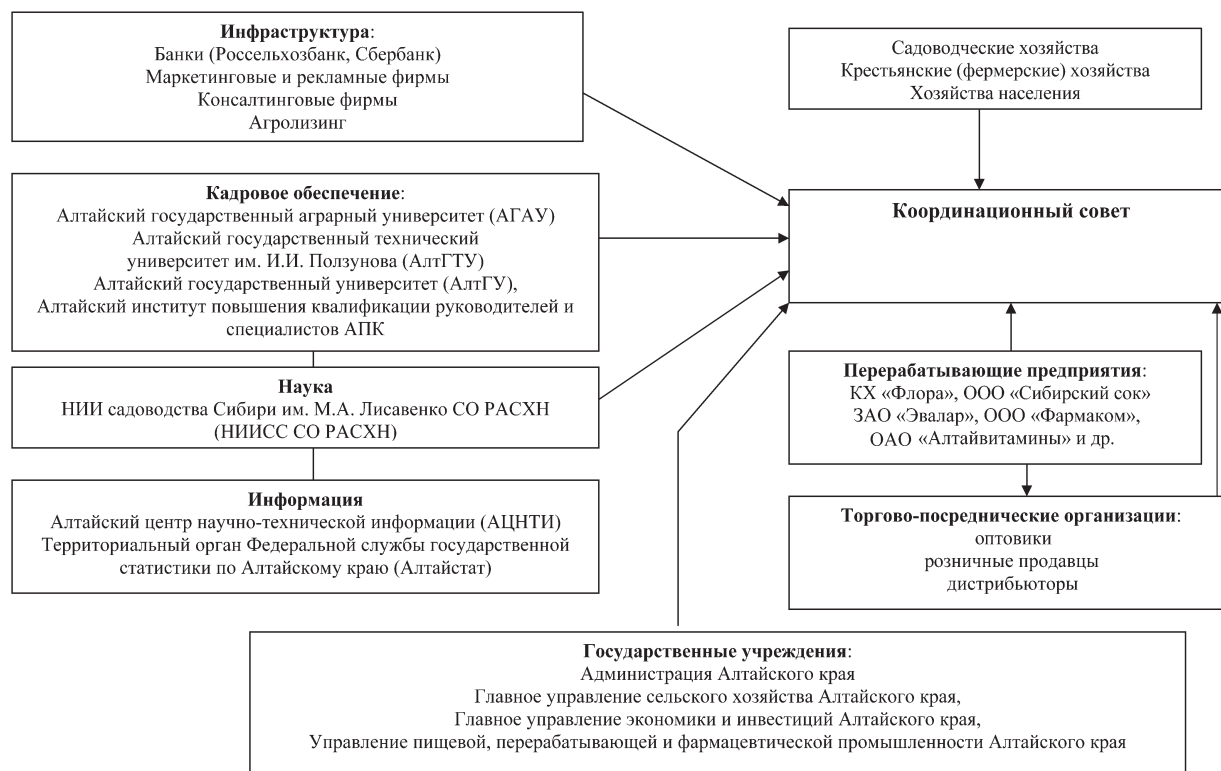 Инфраструктура:
Банки (Россельхозбанк, Сбербанк)
Маркетинговые и рекламные фирмы
Консалтинговые фирмы
Агролизинг
Садоводческие хозяйства
Крестьянские (фермерские) хозяйства
Хозяйства населения
Кадровое обеспечение:
Алтайский государственный аграрный университет (АГАУ)
Алтайский государственный технический
университет им. И.И. Ползунова (АлтГТУ)
Алтайский государственный университет (АлтГУ),
Алтайский институт повышения квалификации руководителей и
специалистов АПК
Координационный совет
Наука
НИИ садоводства Сибири им. М.А. Лисавенко СО РАСХН
(НИИСС СО РАСХН)
Перерабатывающие предприятия:
КХ «Флора», ООО «Сибирский сок»
ЗАО «Эвалар», ООО «Фармаком»,
ОАО «Алтайвитамины» и др.
Информация
Алтайский центр научно-технической информации (АЦНТИ)
Территориальный орган Федеральной службы государственной
статистики по Алтайскому краю (Алтайстат)
Торгово-посреднические организации:
оптовики
розничные продавцы
дистрибьюторы
Государственные учреждения:
Администрация Алтайского края
Главное управление сельского хозяйства Алтайского края,
Главное управление экономики и инвестиций Алтайского края,
Управление пищевой, перерабатывающей и фармацевтической промышленности Алтайского края